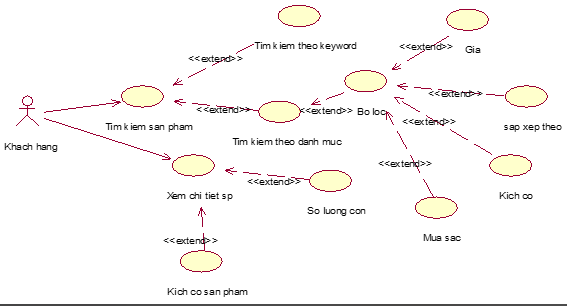 Gia
Tim kiem theo keyword
<<extend>>
<<extend>>
Bo loc
<<extend>>
sap xep theo
<<extend>>
<<extend>>
<<extend>>
Tim kiem san pham
Tim kiem theo danh muc
Khach hang
<<extend>>
Kich co
Xem chi tiet sp
<<extend>>
So luong con
Mua sac
<<extend>>
Kich co san pham